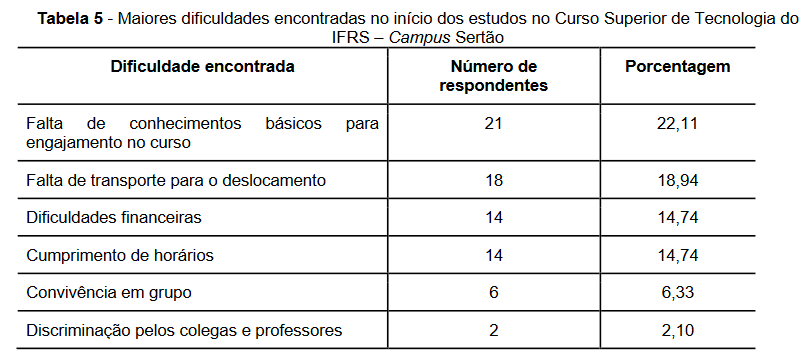 Tabela 5 - Maiores dificuldades encontradas no início dos estudos no Curso Superior de Tecnologia do
IFRS – Campus Sertão
Dificuldade encontrada Número de respondentes Porcentagem
Falta de conhecimentos básicos para
engajamento no curso 21 22,11
Falta de transporte para o deslocamento 18 18,94
Dificuldades financeiras 14 14,74
Cumprimento de horários 14 14,74
Convivência em grupo 6 6,33
Discriminação pelos colegas e professores 2 2,10